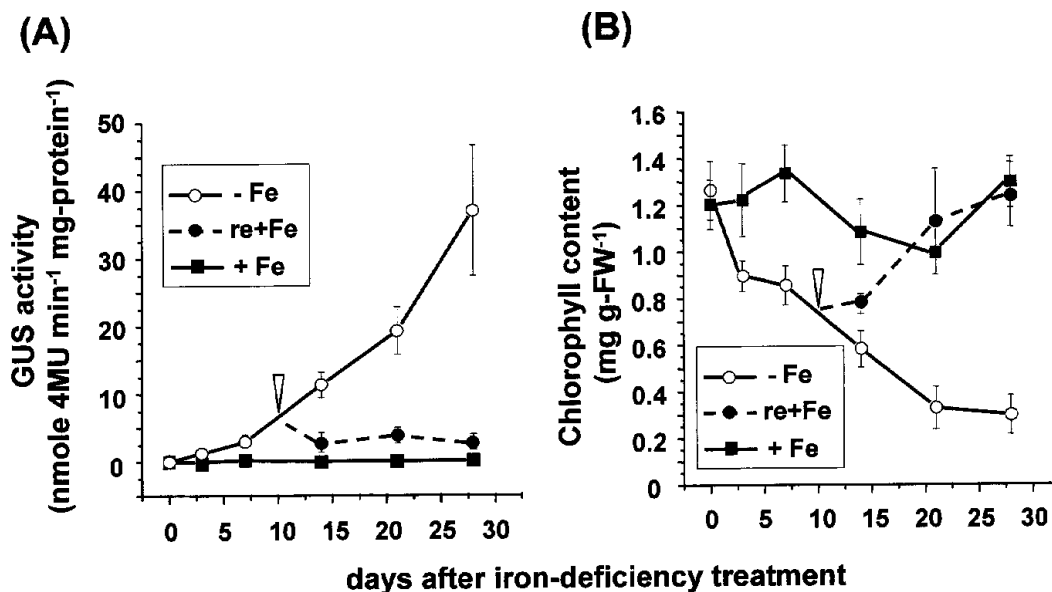 (A)
GUS activity
(nmole 4MU min-1 mg-protein-1)
50
40
30
20
10
0
- Fe
re+Fe
+ Fe
0 5 10 15 20 25 30
(B)
Chlorophyll content
(mg g-FW-1)
1.6
1.4
1.2
1.0
0.8
0.6
0.4
0.2
0
- Fe
re+Fe
+ Fe
0 5 10 15 20 25 30
days after iron-deficiency treatment